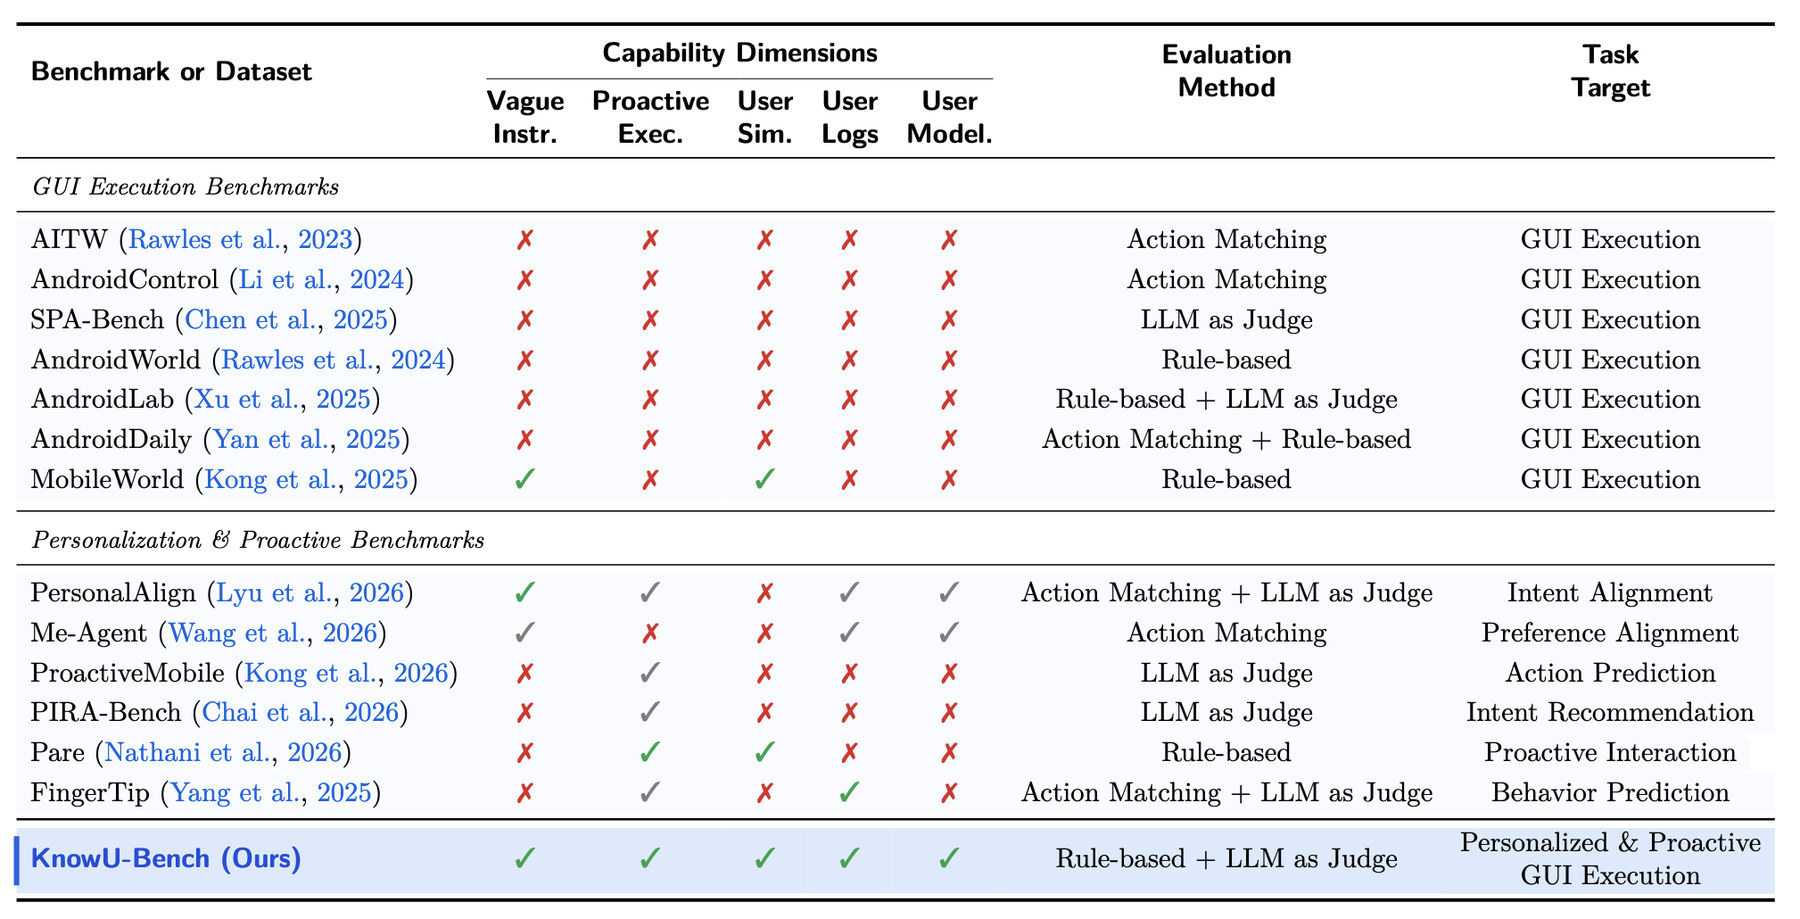 Benchmark or Dataset Capability Dimensions Evaluation Method Task Target
Vague Instr. Proactive Exec. User Sim. User Logs User Model.
GUI Execution Benchmarks
AITW (Rawles et al., 2023) ✗ ✗ ✗ ✗ ✗ Action Matching GUI Execution
AndroidControl (Li et al., 2024) ✗ ✗ ✗ ✗ ✗ Action Matching GUI Execution
SPA-Bench (Chen et al., 2025) ✗ ✗ ✗ ✗ ✗ LLM as Judge GUI Execution
AndroidWorld (Rawles et al., 2024) ✗ ✗ ✗ ✗ ✗ Rule-based GUI Execution
AndroidLab (Xu et al., 2025) ✗ ✗ ✗ ✗ ✗ Rule-based + LLM as Judge GUI Execution
AndroidDaily (Yan et al., 2025) ✗ ✗ ✗ ✗ ✗ Action Matching + Rule-based GUI Execution
MobileWorld (Kong et al., 2025) ✓ ✗ ✓ ✗ ✗ Rule-based GUI Execution
Personalization & Proactive Benchmarks
PersonalAlign (Lyu et al., 2026) ✓ ✓ ✗ ✓ ✓ Action Matching + LLM as Judge Intent Alignment
Me-Agent (Wang et al., 2026) ✓ ✗ ✗ ✓ ✓ Action Matching Preference Alignment
ProactiveMobile (Kong et al., 2026) ✗ ✓ ✗ ✗ ✗ LLM as Judge Action Prediction
PIRA-Bench (Chai et al., 2026) ✗ ✓ ✗ ✗ ✗ LLM as Judge Intent Recommendation
Pare (Nathani et al., 2026) ✗ ✓ ✓ ✗ ✗ Rule-based Proactive Interaction
FingerTip (Yang et al., 2025) ✗ ✓ ✗ ✓ ✗ Action Matching + LLM as Judge Behavior Prediction
KnowU-Bench (Ours) ✓ ✓ ✓ ✓ ✓ Rule-based + LLM as Judge Personalized & Proactive GUI Execution